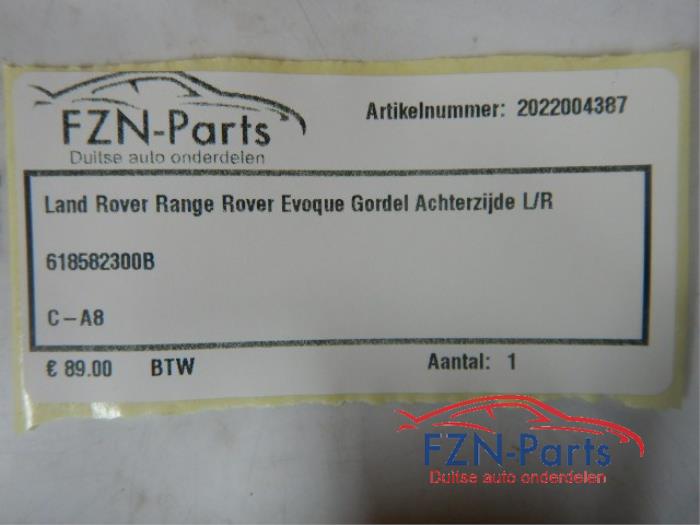 FZN-Parts
Duitse auto onderdelen
Artikelnummer: 2022004387
Land Rover Range Rover Evoque Gordel Achterzijde L/R
618582300B
C-A8
€ 89.00 BTW Aantal: 1
FZN-Parts
Duitse auto onderdelen